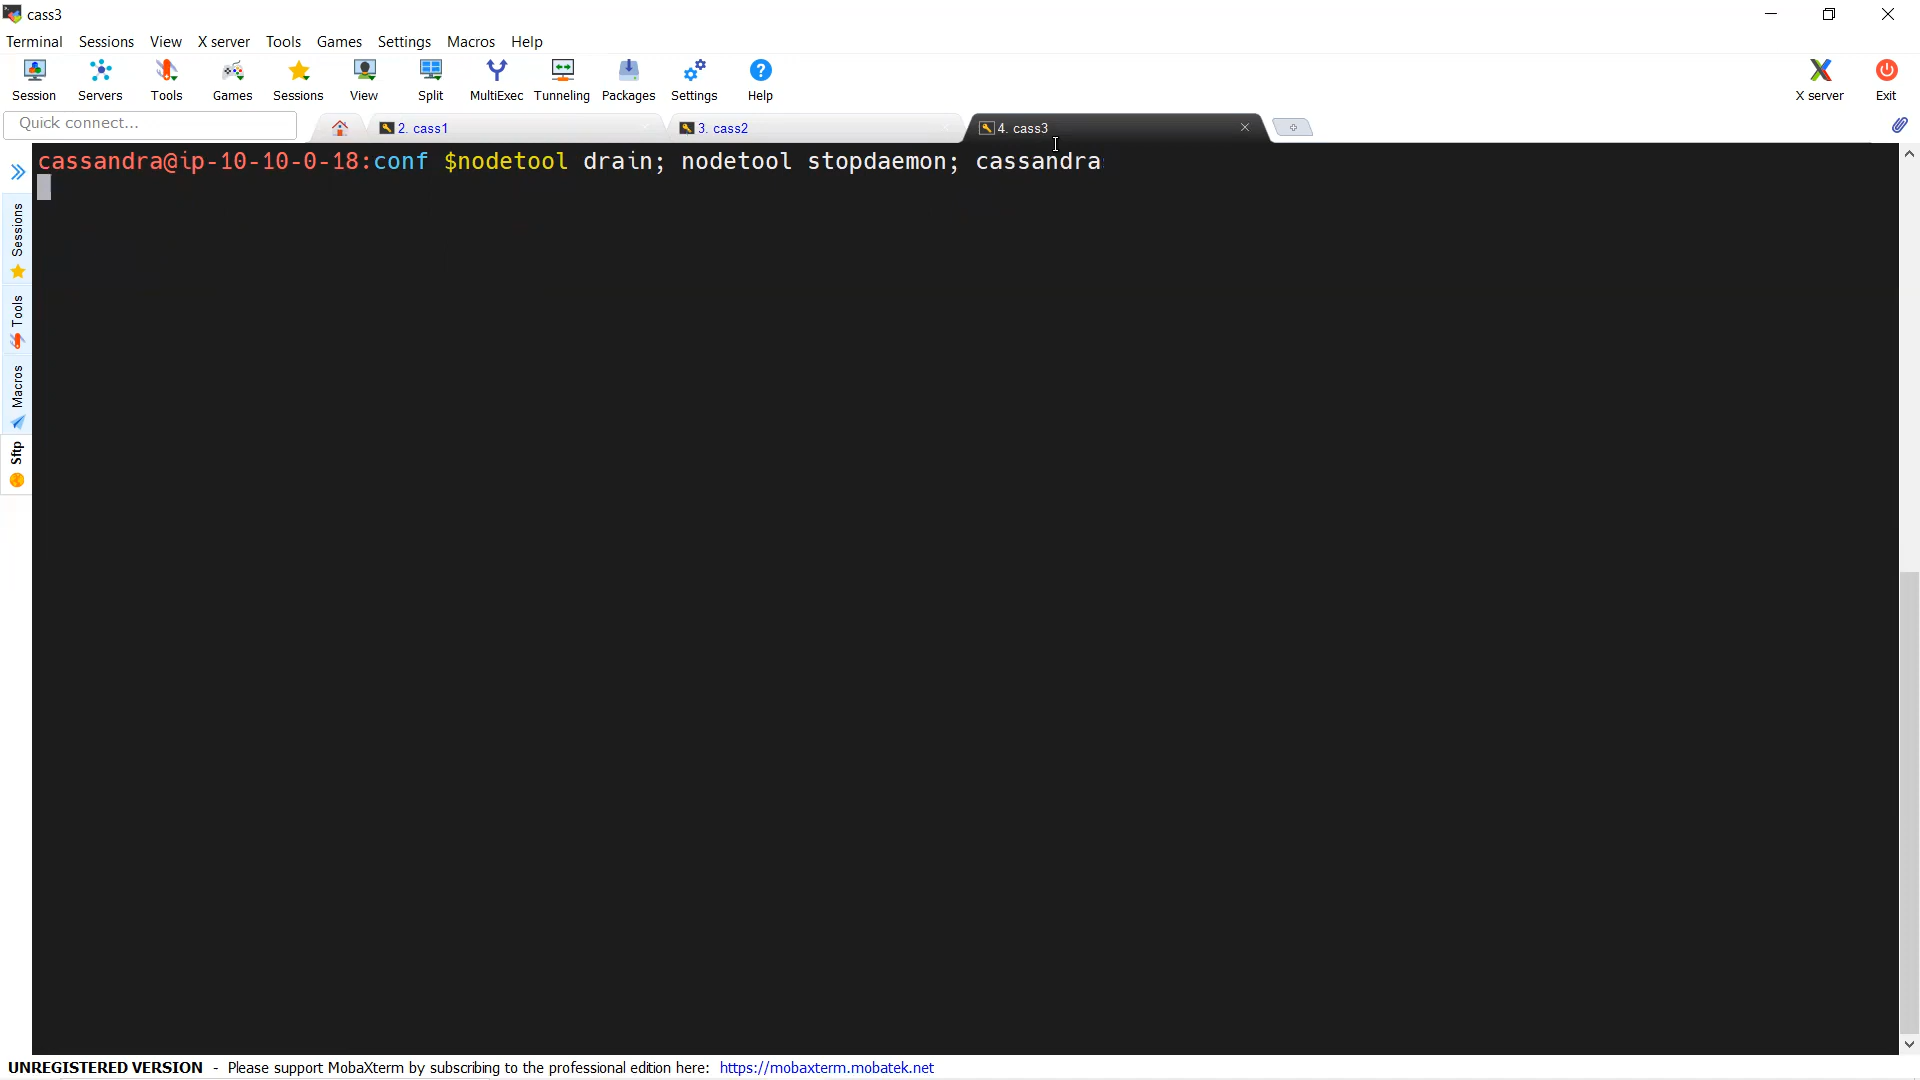 cass3
Terminal Sessions View X server Tools Games Settings Macros Help
Session Servers Tools Games Sessions View Split MultiExec Tunneling Packages Settings Help X server Exit
Quick connect...
2. cass1
3. cass2
4. cass3
cassandra@ip-10-10-0-18:conf $nodetool drain; nodetool stopdaemon; cassandra
Sessions
Tools
Macros
Sftp
UNREGISTERED VERSION - Please support MobaXterm by subscribing to the professional edition here: https://mobaxterm.mobatek.net